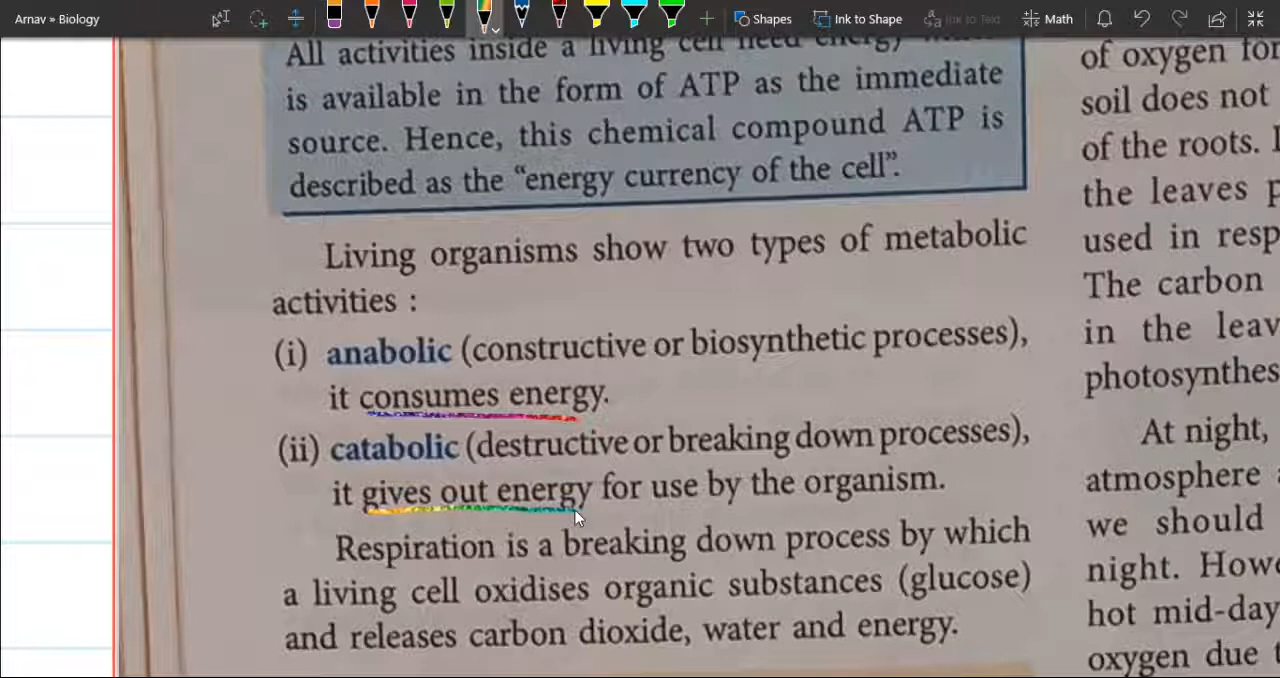 Arnav » Biology
Shapes
Ink to Shape
Ink to Text
Math
All activities inside a living cell need energy
is available in the form of ATP as the immediate
source. Hence, this chemical compound ATP is
described as the “energy currency of the cell”.
Living organisms show two types of metabolic
activities :
(i) anabolic (constructive or biosynthetic processes),
it consumes energy.
(ii) catabolic (destructive or breaking down processes),
it gives out energy for use by the organism.
Respiration is a breaking down process by which
a living cell oxidises organic substances (glucose)
and releases carbon dioxide, water and energy.
of oxygen for
soil does not
of the roots.
the leaves
used in
The carbon
in the
At night,
atmosphere
we should
night.
hot mid-day
oxygen due